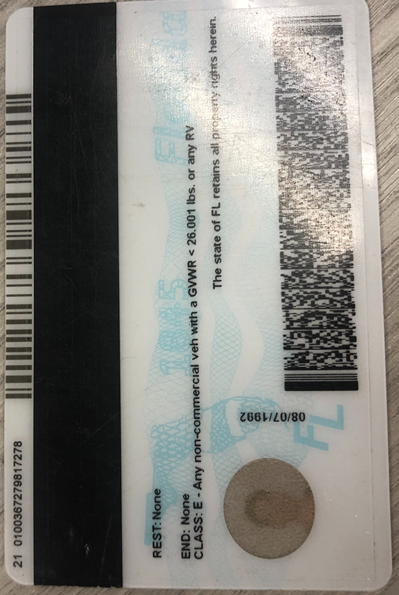 21 0100367279817278
REST: None
END: None
CLASS: E - Any non-commercial veh with a GVWR < 26.001 lbs. or any RV
The state of FL retains all property rights herein.
08/07/1992
FL
1845